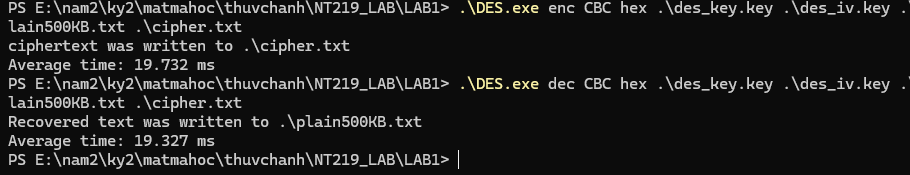 PS E:\nam2\ky2\matmahoc\thuvchanh\NT219_LAB\LAB1> .\DES.exe enc CBC hex .\des_key.key .\des_iv.key .\
lain500KB.txt .\cipher.txt
ciphertext was written to .\cipher.txt
Average time: 19.732 ms
PS E:\nam2\ky2\matmahoc\thuvchanh\NT219_LAB\LAB1> .\DES.exe dec CBC hex .\des_key.key .\des_iv.key .\
lain500KB.txt .\cipher.txt
Recovered text was written to .\plain500KB.txt
Average time: 19.327 ms
PS E:\nam2\ky2\matmahoc\thuvchanh\NT219_LAB\LAB1>